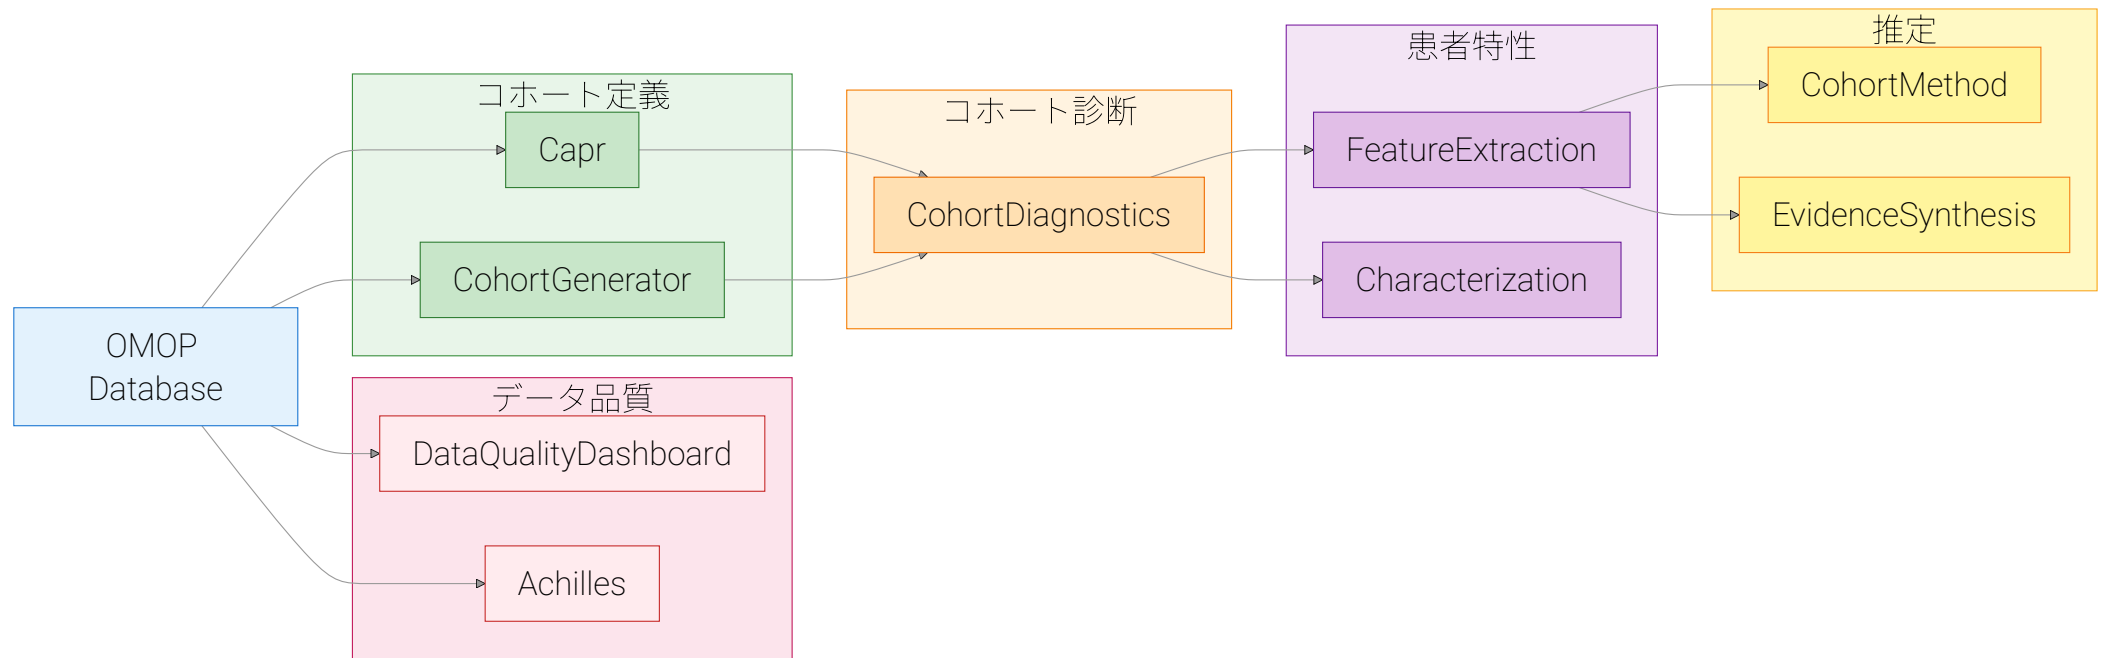 OMOP
Database
コホート定義
Capr
CohortGenerator
データ品質
DataQualityDashboard
Achilles
コホート診断
CohortDiagnostics
患者特性
FeatureExtraction
Characterization
推定
CohortMethod
EvidenceSynthesis